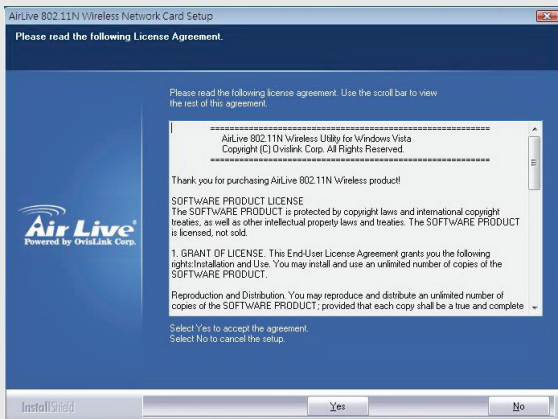 AirLive 802.11N Wireless Network Card Setup
Please read the following License Agreement.
Please read the following license agreement. Use the scroll bar to view
the rest of this agreement.
============================================================
AirLive 802.11N Wireless Utility for Windows Vista
Copyright (C) Ovislink Corp. All Rights Reserved.
============================================================
Thank you for purchasing AirLive 802.11N Wireless product!
SOFTWARE PRODUCT LICENSE
The SOFTWARE PRODUCT is protected by copyright laws and international copyright
treaties, as well as other intellectual property laws and treaties. The SOFTWARE PRODUCT
is licensed, not sold.
1. GRANT OF LICENSE. This End-User License Agreement grants you the following
rights:Installation and Use. You may install and use an unlimited number of copies of the
SOFTWARE PRODUCT.
Reproduction and Distribution. You may reproduce and distribute an unlimited number of
copies of the SOFTWARE PRODUCT; provided that each copy shall be a true and complete
Air Live®
Powered by OvisLink Corp.
Select Yes to accept the agreement.
Select No to cancel the setup.
InstallShield
Yes
No